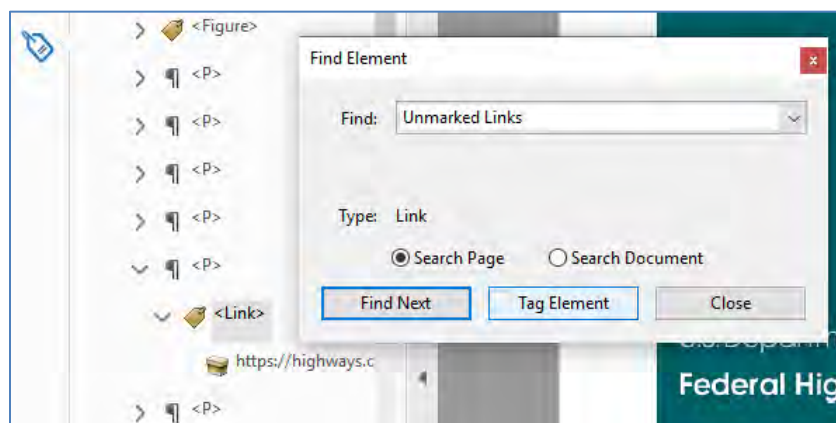 <Figure>
<P>
<P>
<P>
<P>
<P>
<Link>
https://highways.c
<P>
Find Element
Find: Unmarked Links
Type: Link
Search Page Search Document
Find Next Tag Element Close
U.S. Departm
Federal Hig